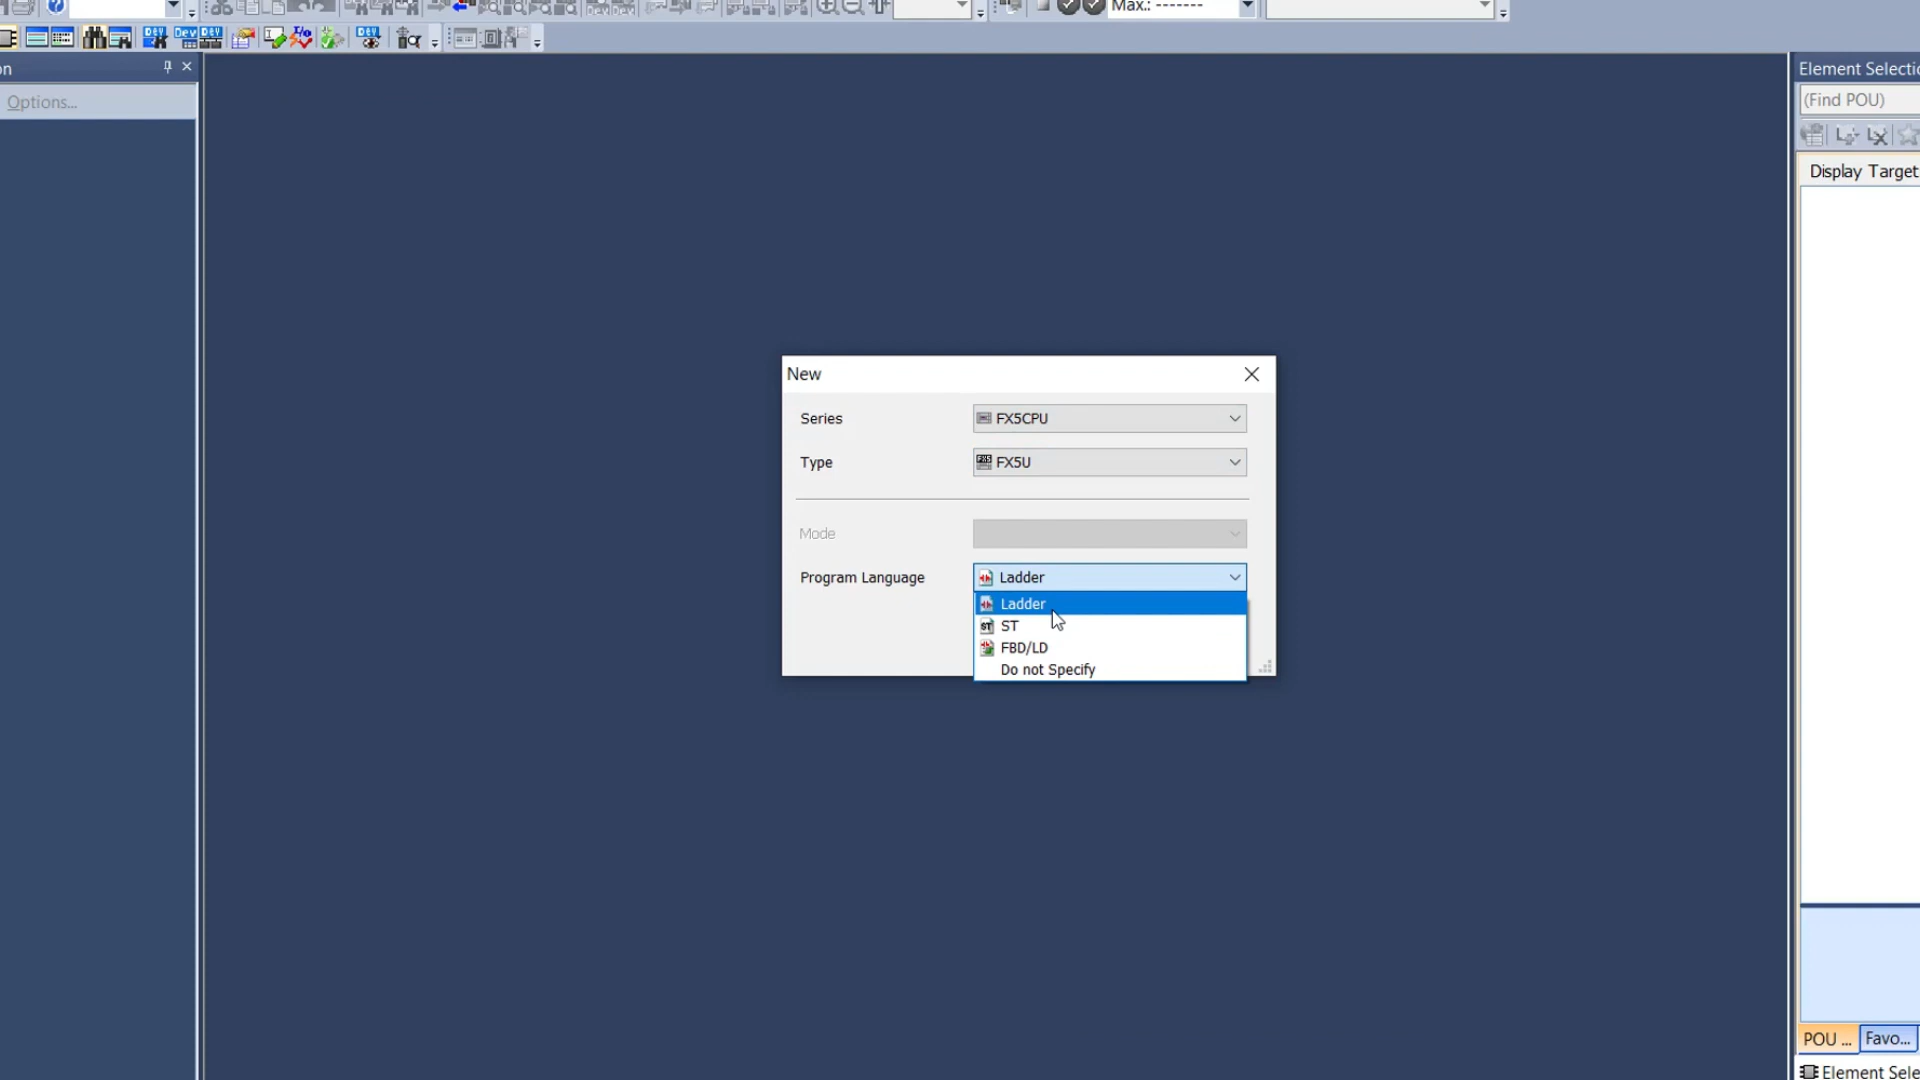 Max.: -------
on
Options...
Element Selectio
(Find POU)
Display Target
New
Series
FX5CPU
Type
FX5U
Mode
Program Language
Ladder
Ladder
ST
FBD/LD
Do not Specify
POU ...
Favo...
Element Sele